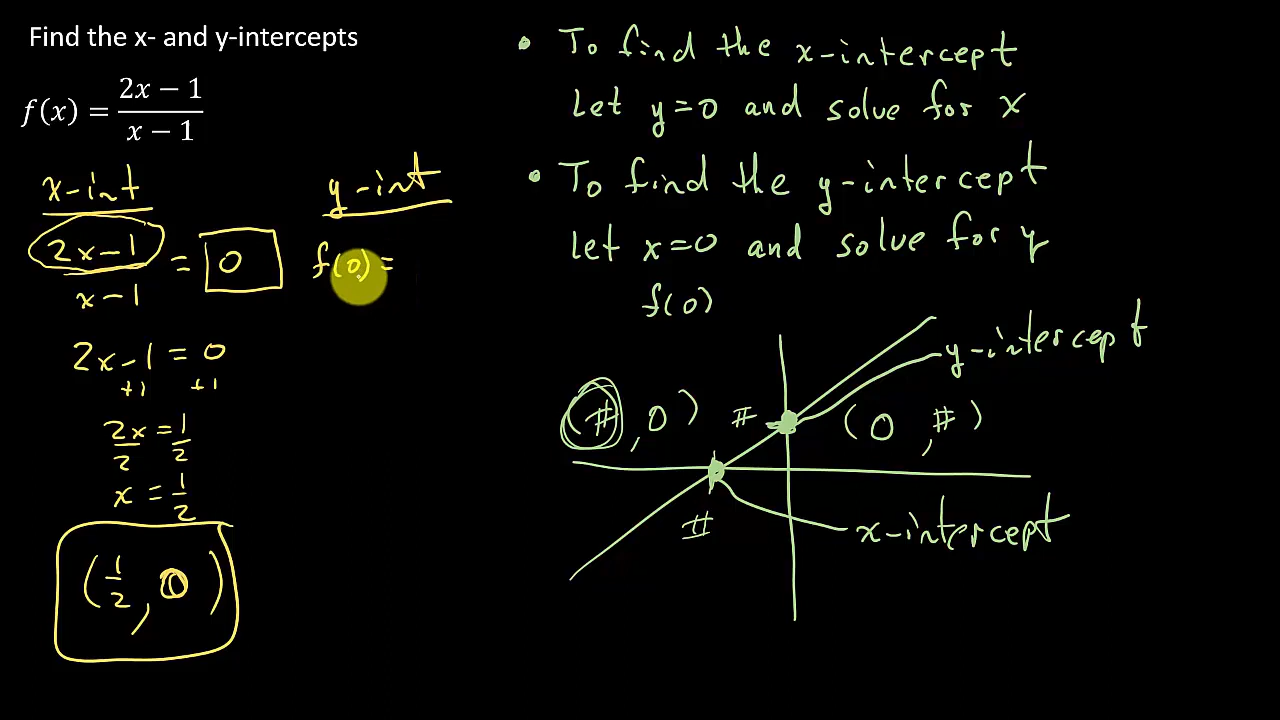 Find the x- and y-intercepts
f(x) = 2x − 1 / x − 1
x-int
2x-1 / x-1 = 0
2x-1 = 0
+1 +1
2x/2 = 1/2
x = 1/2
(1/2, 0)
y-int
f(0) =
• To find the x-intercept
Let y=0 and solve for x
• To find the y-intercept
Let x=0 and solve for y
f(0)
y-intercept
(#, 0)
#
(0, #)
#
x-intercept